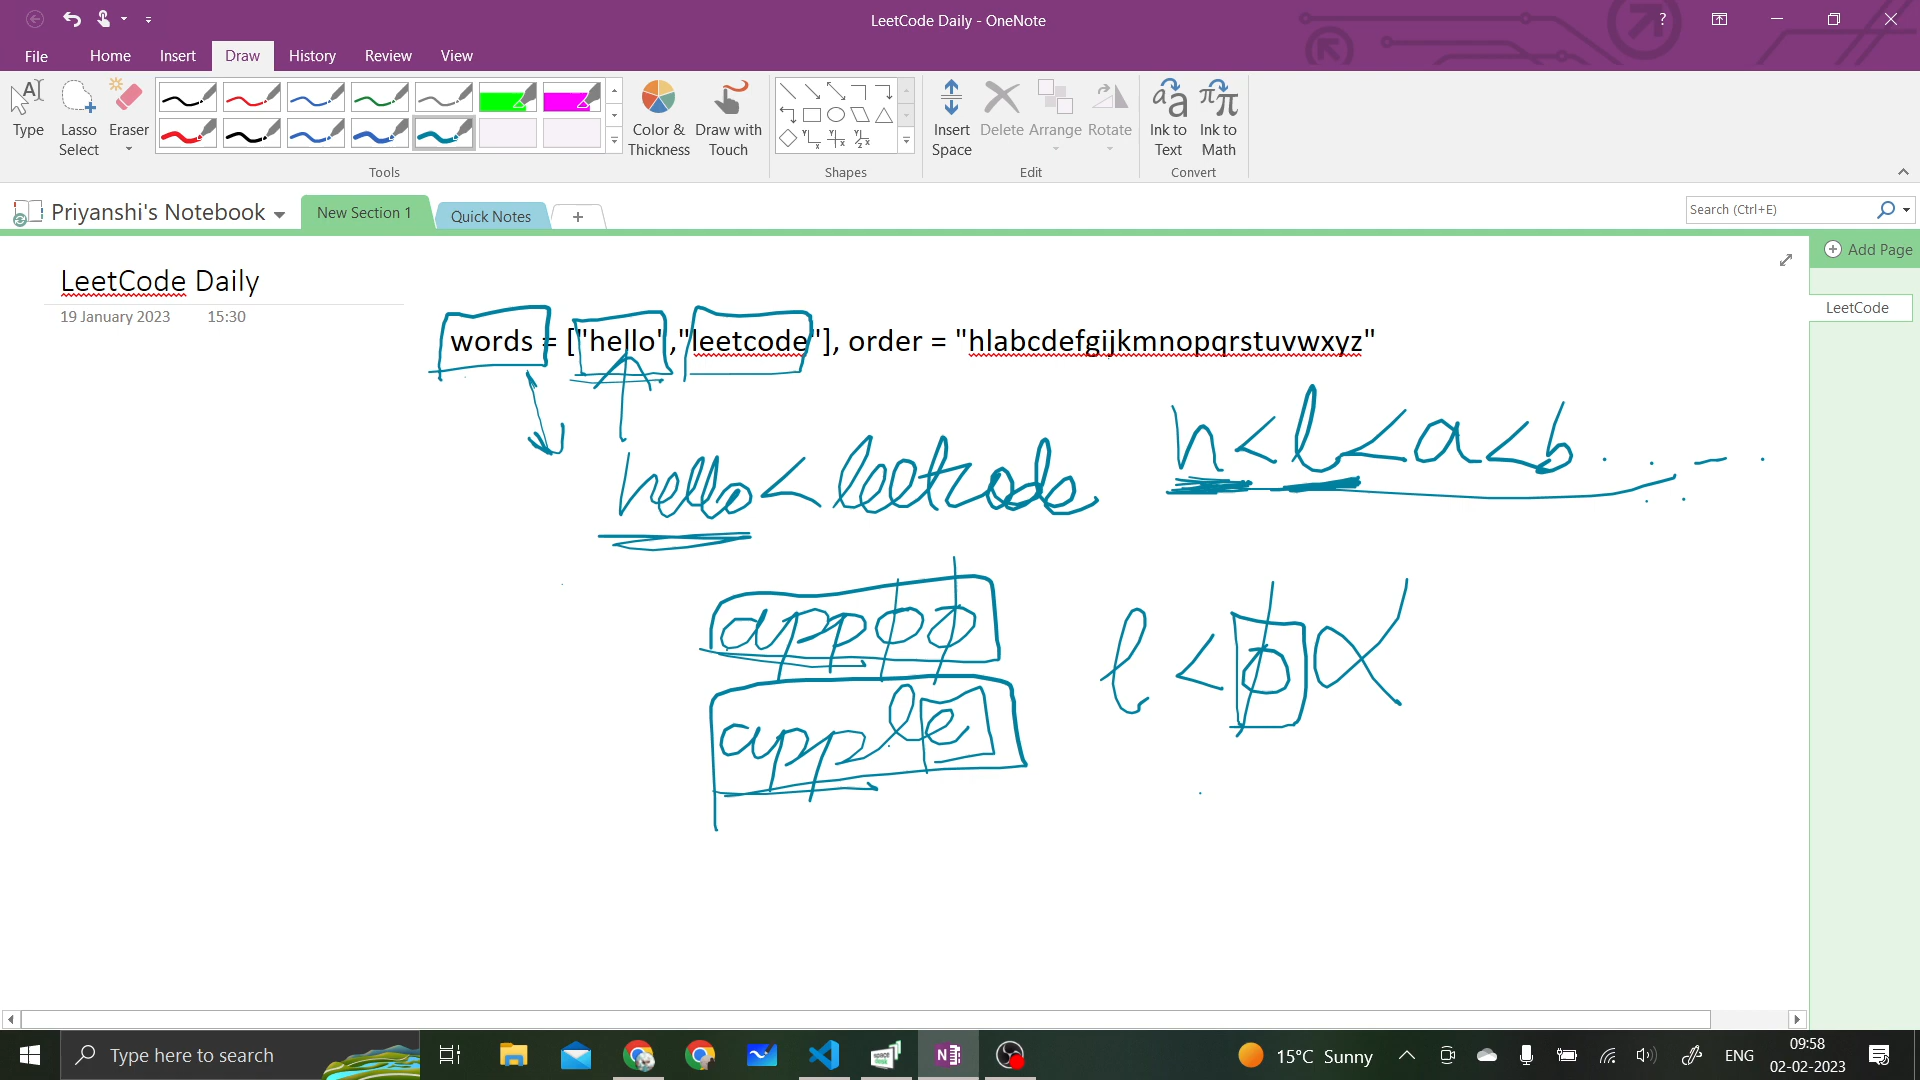 LeetCode Daily - OneNote
?
File Home Insert Draw History Review View
Type
Lasso Select
Eraser
Color & Thickness
Draw with Touch
Insert Space
Delete
Arrange
Rotate
Ink to Text
Ink to Math
Tools
Shapes
Edit
Convert
Priyanshi's Notebook
New Section 1
Quick Notes
+
Search (Ctrl+E)
Add Page
LeetCode
LeetCode Daily
19 January 2023 15:30
words = ["hello","leetcode"], order = "hlabcdefgijkmnopqrstuvwxyz"
h<l<a<b
hello < leetcode
appoo
l < o
apple
Type here to search
15°C Sunny
ENG
09:58
02-02-2023